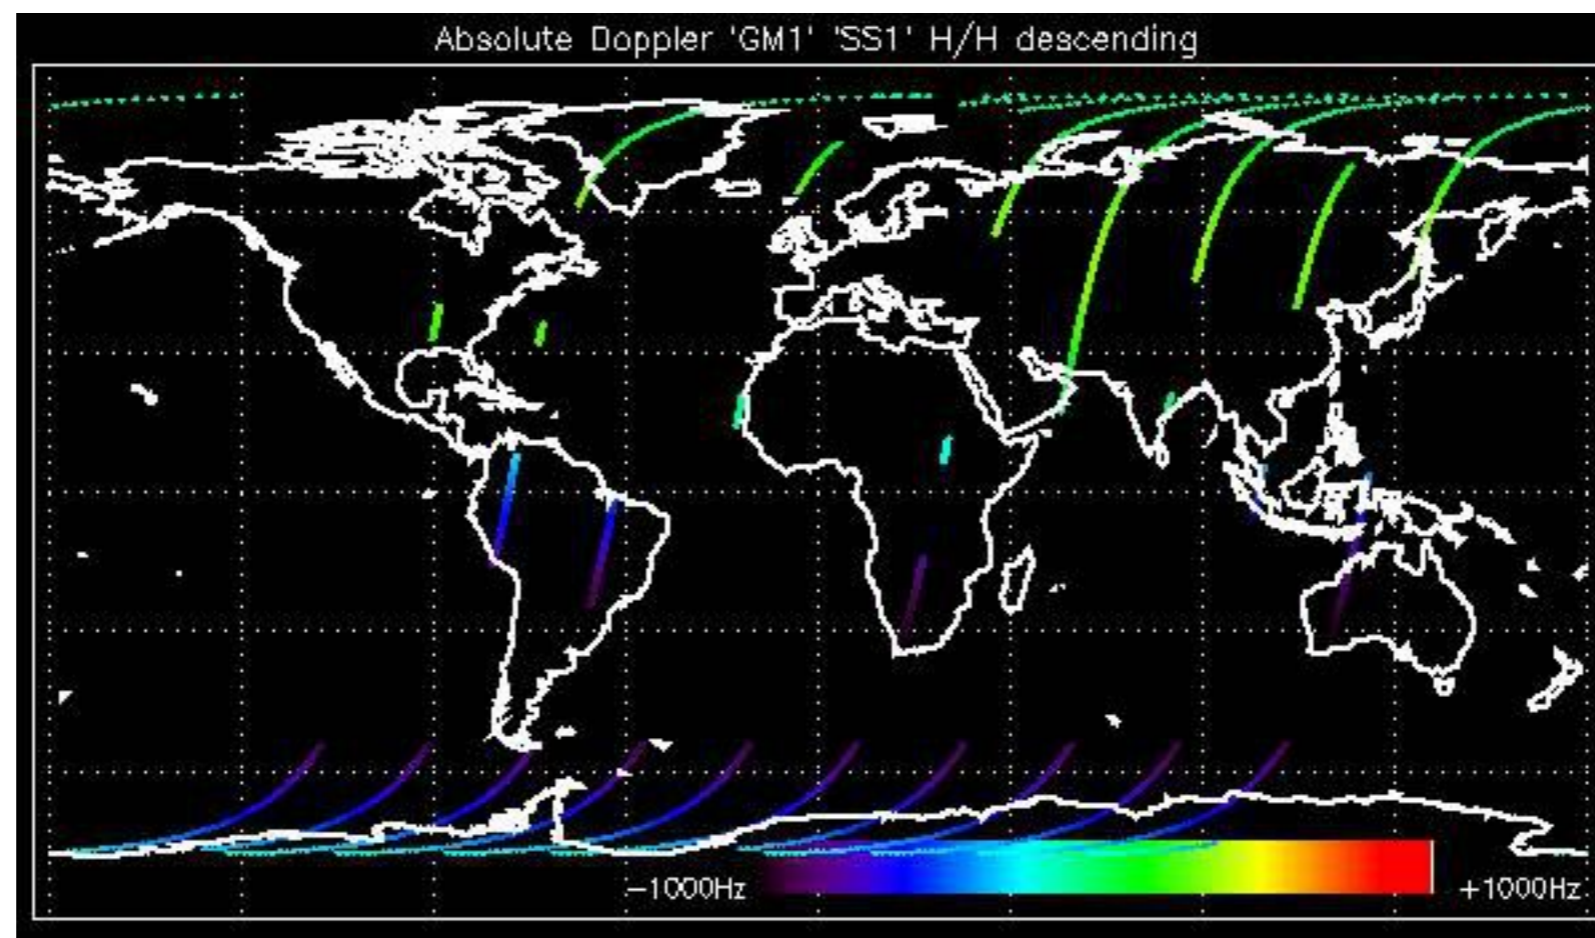 Absolute Doppler 'GM1' 'SS1' H/H descending
−1000Hz
+1000Hz